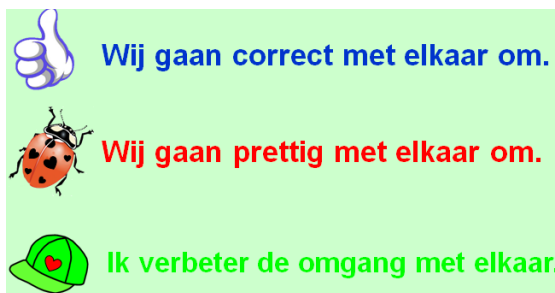 Wij gaan correct met elkaar om.
Wij gaan prettig met elkaar om.
Ik verbeter de omgang met elkaar.